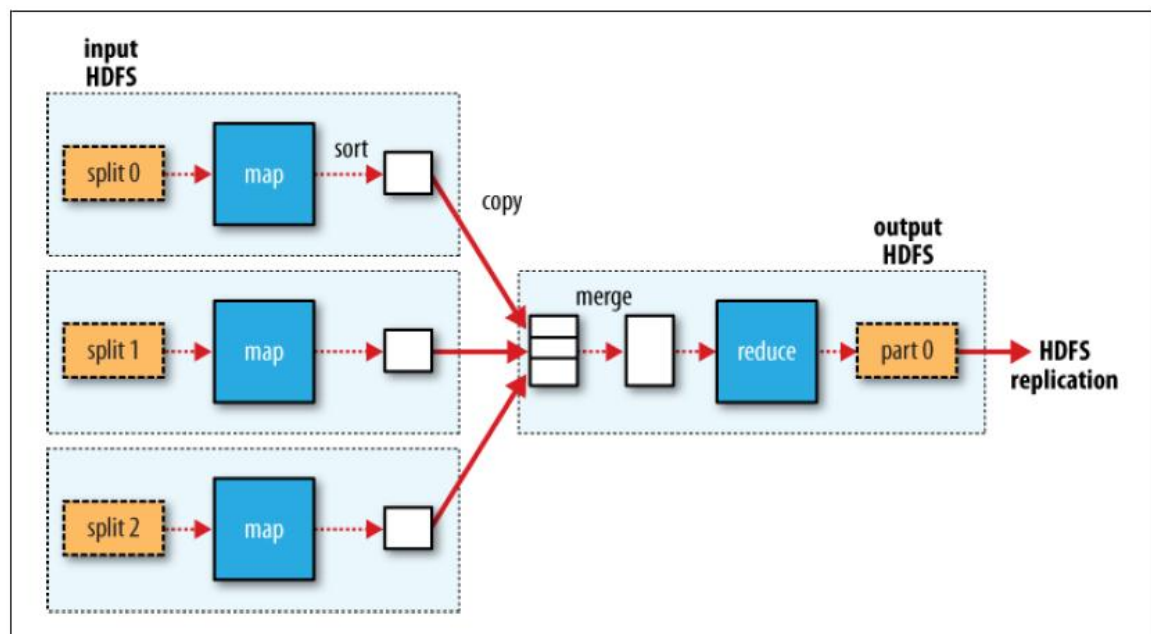 input
HDFS
split 0
map
sort
copy
split 1
map
split 2
map
merge
reduce
output
HDFS
part 0
HDFS
replication